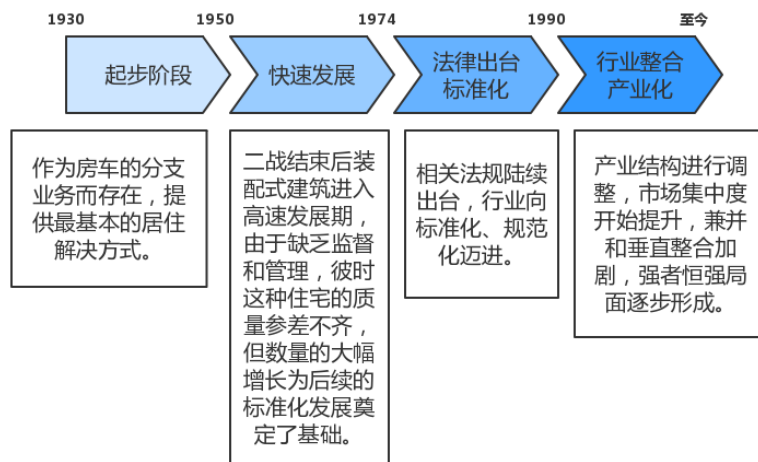 1930
1950
1974
1990
至今
起步阶段
快速发展
法律出台
标准化
行业整合
产业化
作为房车的分支
业务而存在，提
供最基本的居住
解决方式。
二战结束后装
配式建筑进入
高速发展期，
由于缺乏监督
和管理，彼时
这种住宅的质
量参差不齐，
但数量的大幅
增长为后续的
标准化发展奠
定了基础。
相关法规陆续
出台，行业向
标准化、规范
化迈进。
产业结构进行调
整，市场集中度
开始提升，兼并
和垂直整合加
剧，强者恒强局
面逐步形成。